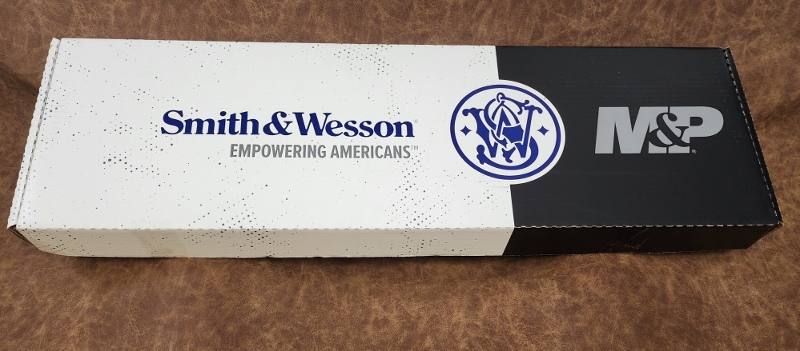 Smith & Wesson
EMPOWERING AMERICANS™
M&P®